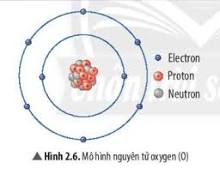 Electron
Proton
Neutron
▲ Hình 2.6. Mô hình nguyên tử oxygen (O)